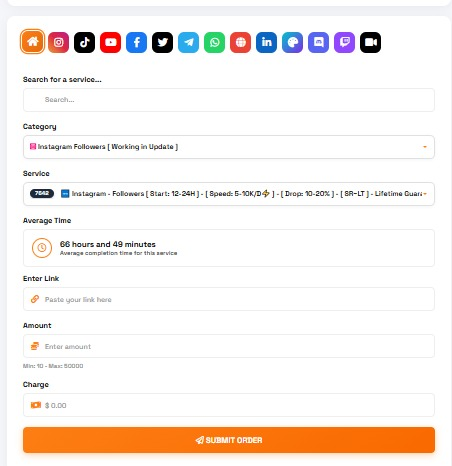 Search for a service...
Search...
Category
Instagram Followers [ Working in Update ]
Service
7642 Instagram - Followers [ Start: 12-24H ] - [ Speed: 5-10K/D⚡ ] - [ Drop: 10-20% ] - [ SR-LT ] - Lifetime Guara
Average Time
66 hours and 49 minutes
Average completion time for this service
Enter Link
Paste your link here
Amount
Enter amount
Min: 10 - Max: 50000
Charge
$ 0.00
SUBMIT ORDER